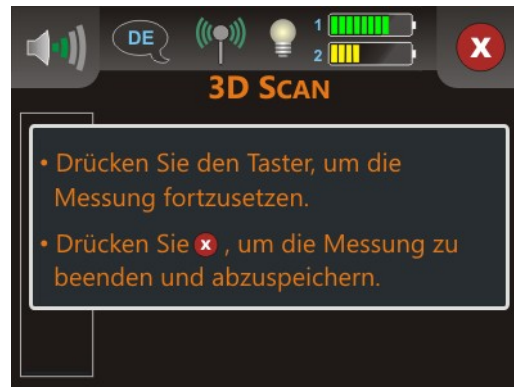 DE
1
2
X
3D SCAN
• Drücken Sie den Taster, um die
Messung fortzusetzen.
• Drücken Sie x , um die Messung zu
beenden und abzuspeichern.